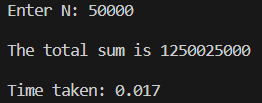 Enter N: 50000
The total sum is 1250025000
Time taken: 0.017